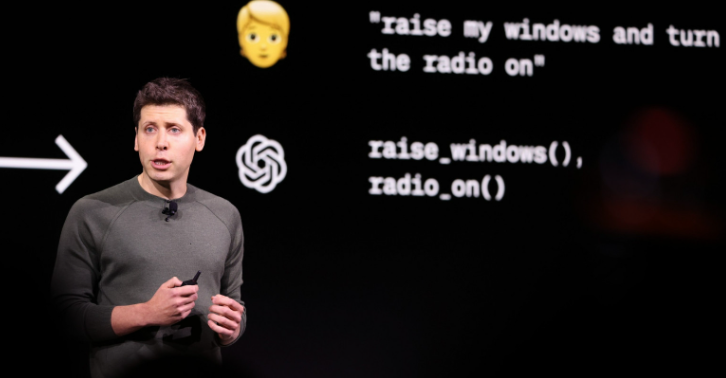 "raise my windows and turn
the radio on"
raise_windows(),
radio_on()